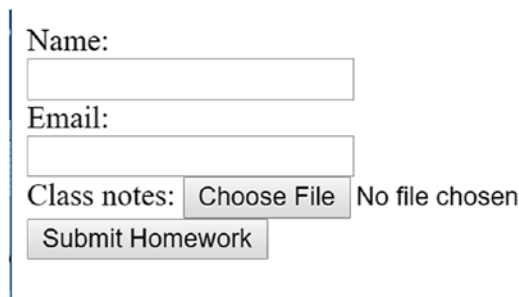 Name:
Email:
Class notes: Choose File No file chosen
Submit Homework